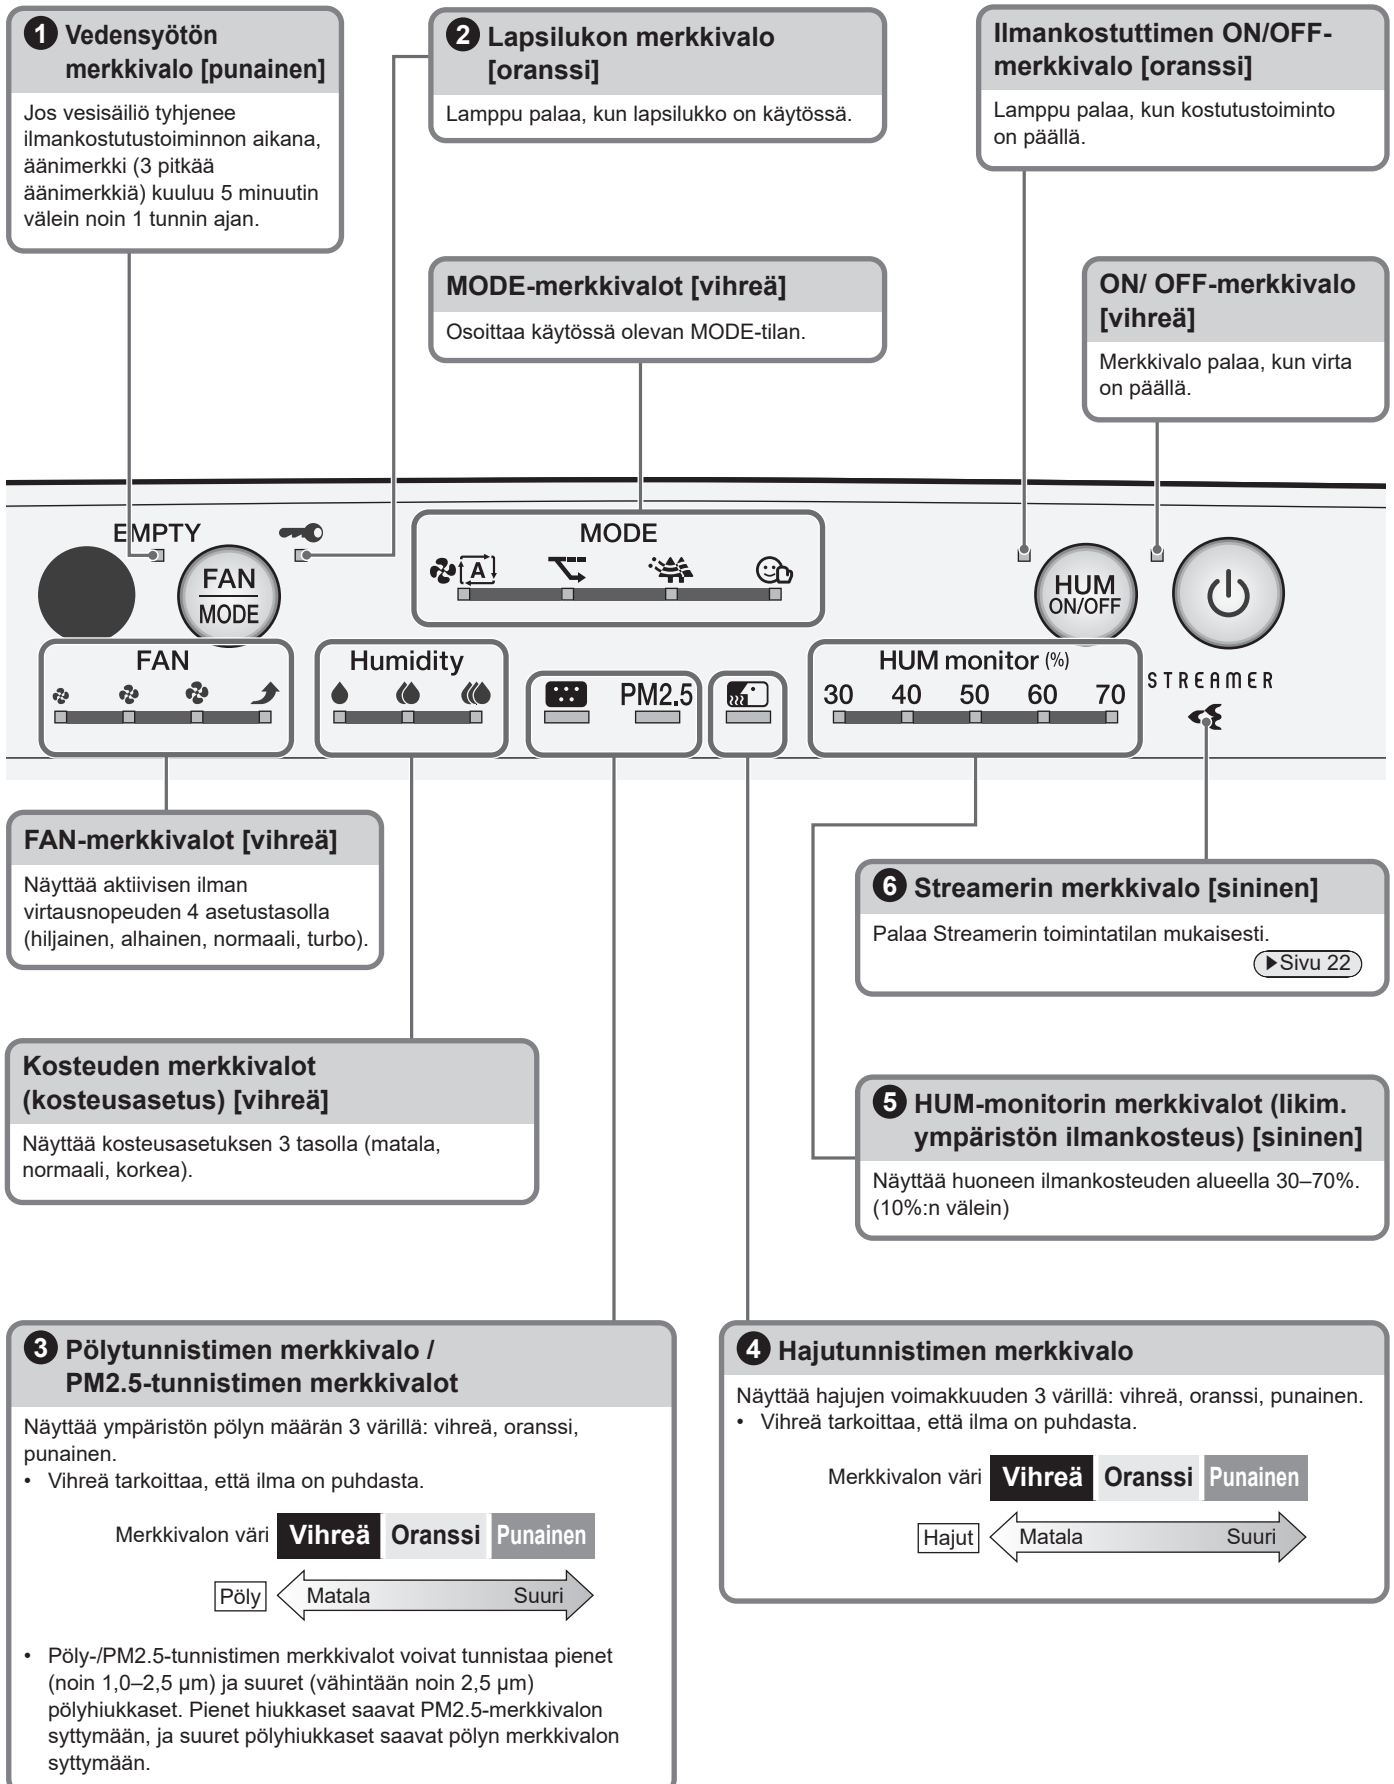 1 Vedensyötön
merkkivalo [punainen]
Jos vesisäiliö tyhjenee
ilmankostutustoiminnon aikana,
äänimerkki (3 pitkää
äänimerkkiä) kuuluu 5 minuutin
välein noin 1 tunnin ajan.
2 Lapsilukon merkkivalo
[oranssi]
Lamppu palaa, kun lapsilukko on käytössä.
Ilmankostuttimen ON/OFF-
merkkivalo [oranssi]
Lamppu palaa, kun kostutustoiminto
on päällä.
MODE-merkkivalot [vihreä]
Osoittaa käytössä olevan MODE-tilan.
ON/ OFF-merkkivalo
[vihreä]
Merkkivalo palaa, kun virta
on päällä.
EMPTY
FAN
MODE
MODE
A
HUM
ON/OFF
FAN
Humidity
PM2.5
HUM monitor (%)
30 40 50 60 70
STREAMER
FAN-merkkivalot [vihreä]
Näyttää aktiivisen ilman
virtausnopeuden 4 asetustasolla
(hiljainen, alhainen, normaali, turbo).
6 Streamerin merkkivalo [sininen]
Palaa Streamerin toimintatilan mukaisesti.
▶Sivu 22
Kosteuden merkkivalot
(kosteusasetus) [vihreä]
Näyttää kosteusasetuksen 3 tasolla (matala,
normaali, korkea).
5 HUM-monitorin merkkivalot (likim.
ympäristön ilmankosteus) [sininen]
Näyttää huoneen ilmankosteuden alueella 30–70%.
(10%:n välein)
3 Pölytunnistimen merkkivalo /
PM2.5-tunnistimen merkkivalot
Näyttää ympäristön pölyn määrän 3 värillä: vihreä, oranssi,
punainen.
• Vihreä tarkoittaa, että ilma on puhdasta.
Merkkivalon väri Vihreä Oranssi Punainen
Pöly Matala Suuri
• Pöly-/PM2.5-tunnistimen merkkivalot voivat tunnistaa pienet
(noin 1,0–2,5 µm) ja suuret (vähintään noin 2,5 µm)
pölyhiukkaset. Pienet hiukkaset saavat PM2.5-merkkivalon
syttymään, ja suuret pölyhiukkaset saavat pölyn merkkivalon
syttymään.
4 Hajutunnistimen merkkivalo
Näyttää hajujen voimakkuuden 3 värillä: vihreä, oranssi, punainen.
• Vihreä tarkoittaa, että ilma on puhdasta.
Merkkivalon väri Vihreä Oranssi Punainen
Hajut Matala Suuri